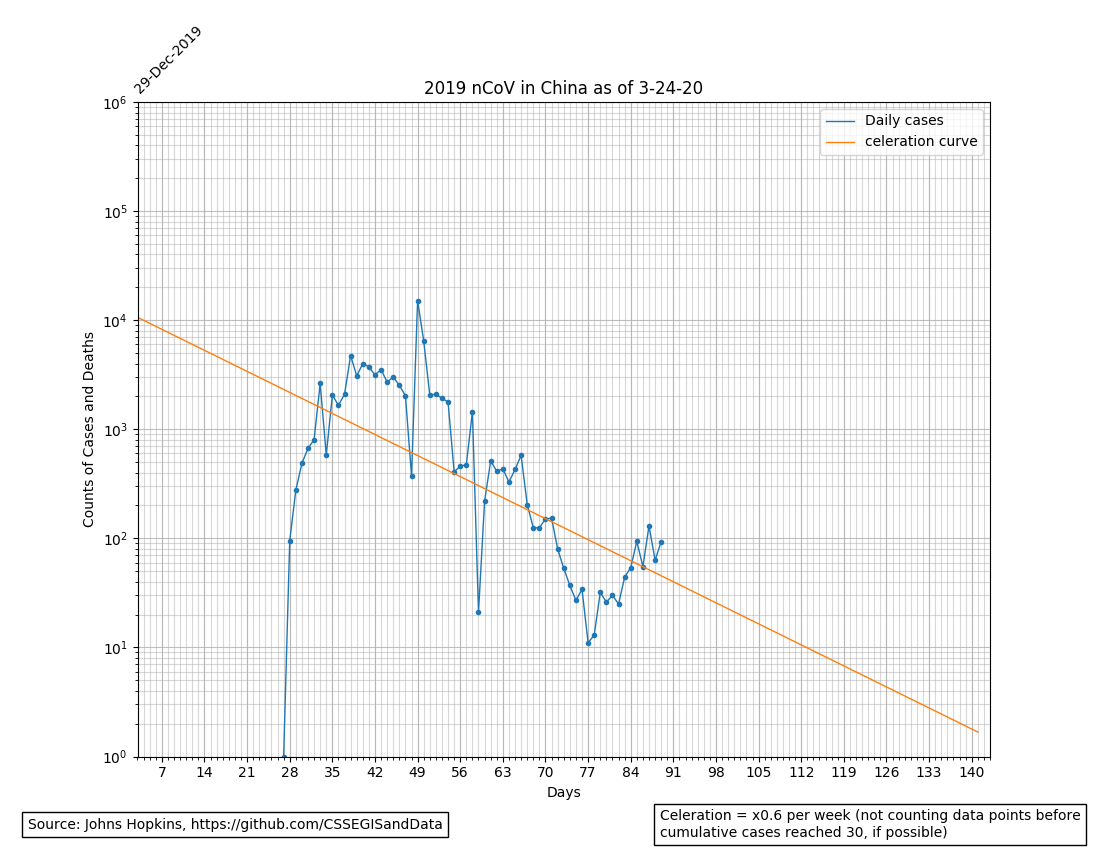 29-Dec-2019
2019 nCoV in China as of 3-24-20
10^6
10^5
10^4
10^3
10^2
10^1
10^0
Counts of Cases and Deaths
Daily cases
celeration curve
7 14 21 28 35 42 49 56 63 70 77 84 91 98 105 112 119 126 133 140
Days
Source: Johns Hopkins, https://github.com/CSSEGISandData
Celeration = x0.6 per week (not counting data points before
cumulative cases reached 30, if possible)